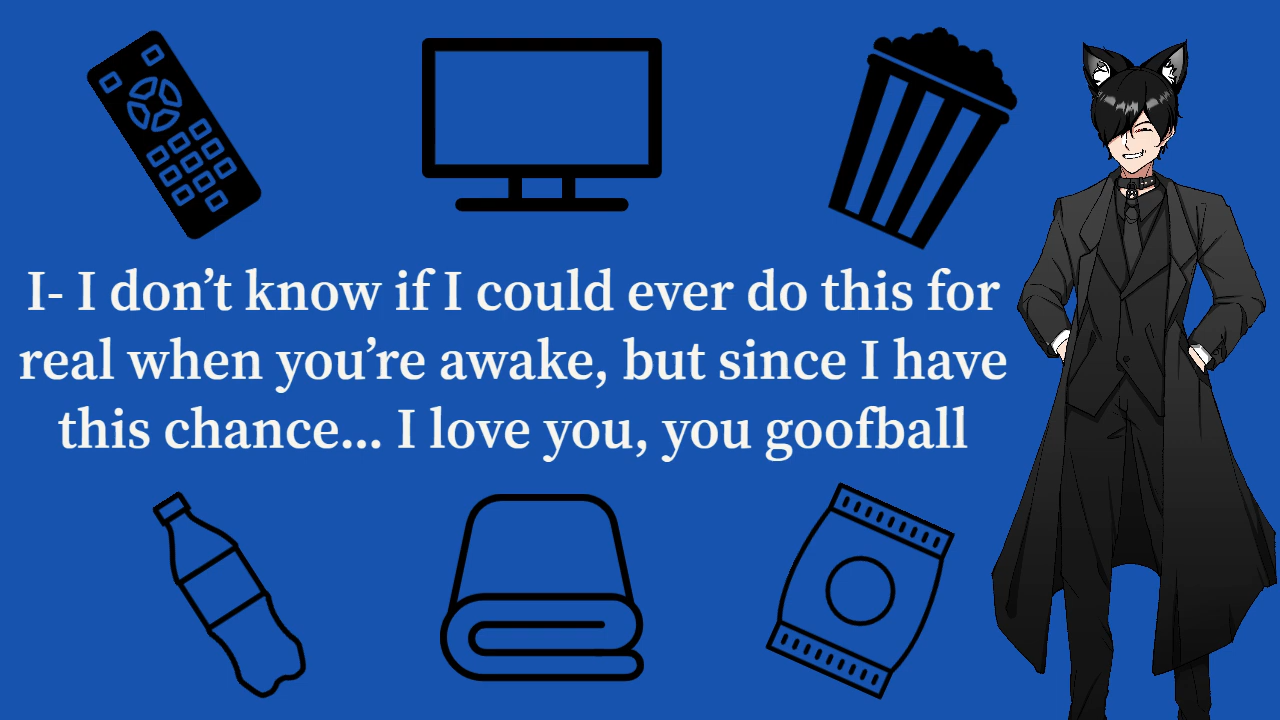 I- I don’t know if I could ever do this for
real when you’re awake, but since I have
this chance... I love you, you goofball